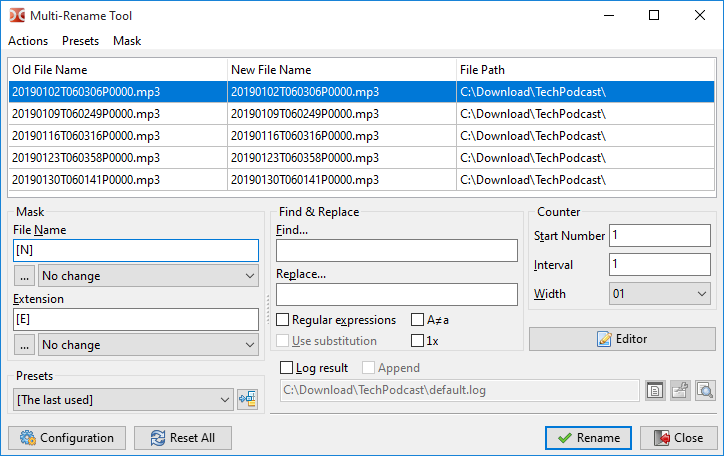 Multi-Rename Tool
Actions Presets Mask
Old File Name New File Name File Path
20190102T060306P0000.mp3 20190102T060306P0000.mp3 C:\Download\TechPodcast\
20190109T060249P0000.mp3 20190109T060249P0000.mp3 C:\Download\TechPodcast\
20190116T060316P0000.mp3 20190116T060316P0000.mp3 C:\Download\TechPodcast\
20190123T060358P0000.mp3 20190123T060358P0000.mp3 C:\Download\TechPodcast\
20190130T060141P0000.mp3 20190130T060141P0000.mp3 C:\Download\TechPodcast\
Mask
File Name
[N]
... No change
Extension
[E]
... No change
Presets
[The last used]
Find & Replace
Find...
Replace...
Regular expressions A≠a
Use substitution 1x
Counter
Start Number 1
Interval 1
Width 01
Editor
Log result Append
C:\Download\TechPodcast\default.log
Configuration Reset All Rename Close